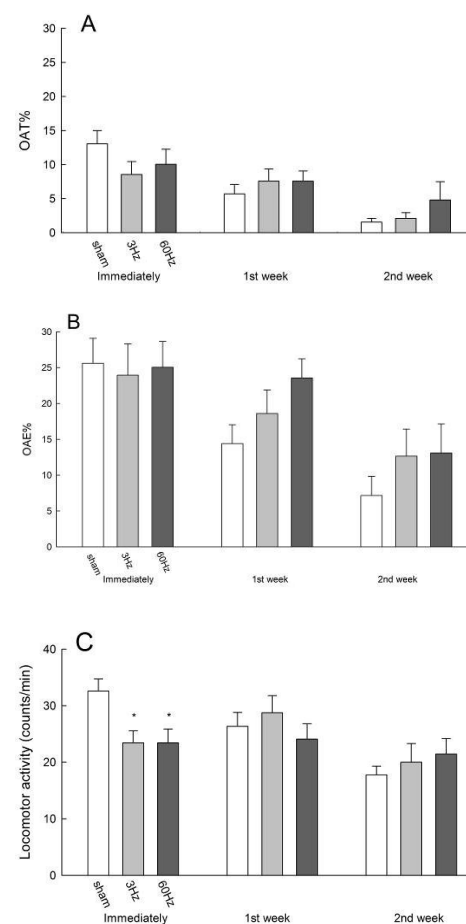 A
OAT%
30
25
20
15
10
5
0
sham 3Hz 60Hz
Immediately 1st week 2nd week
B
OAE%
30
25
20
15
10
5
0
sham 3Hz 60Hz
Immediately 1st week 2nd week
C
Locomotor activity (counts/min)
40
30
20
10
0
* *
sham 3Hz 60Hz
Immediately 1st week 2nd week